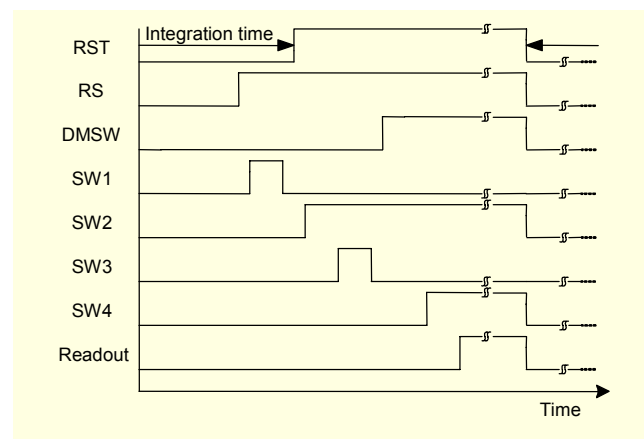 Integration time
RST
RS
DMSW
SW1
SW2
SW3
SW4
Readout
Time